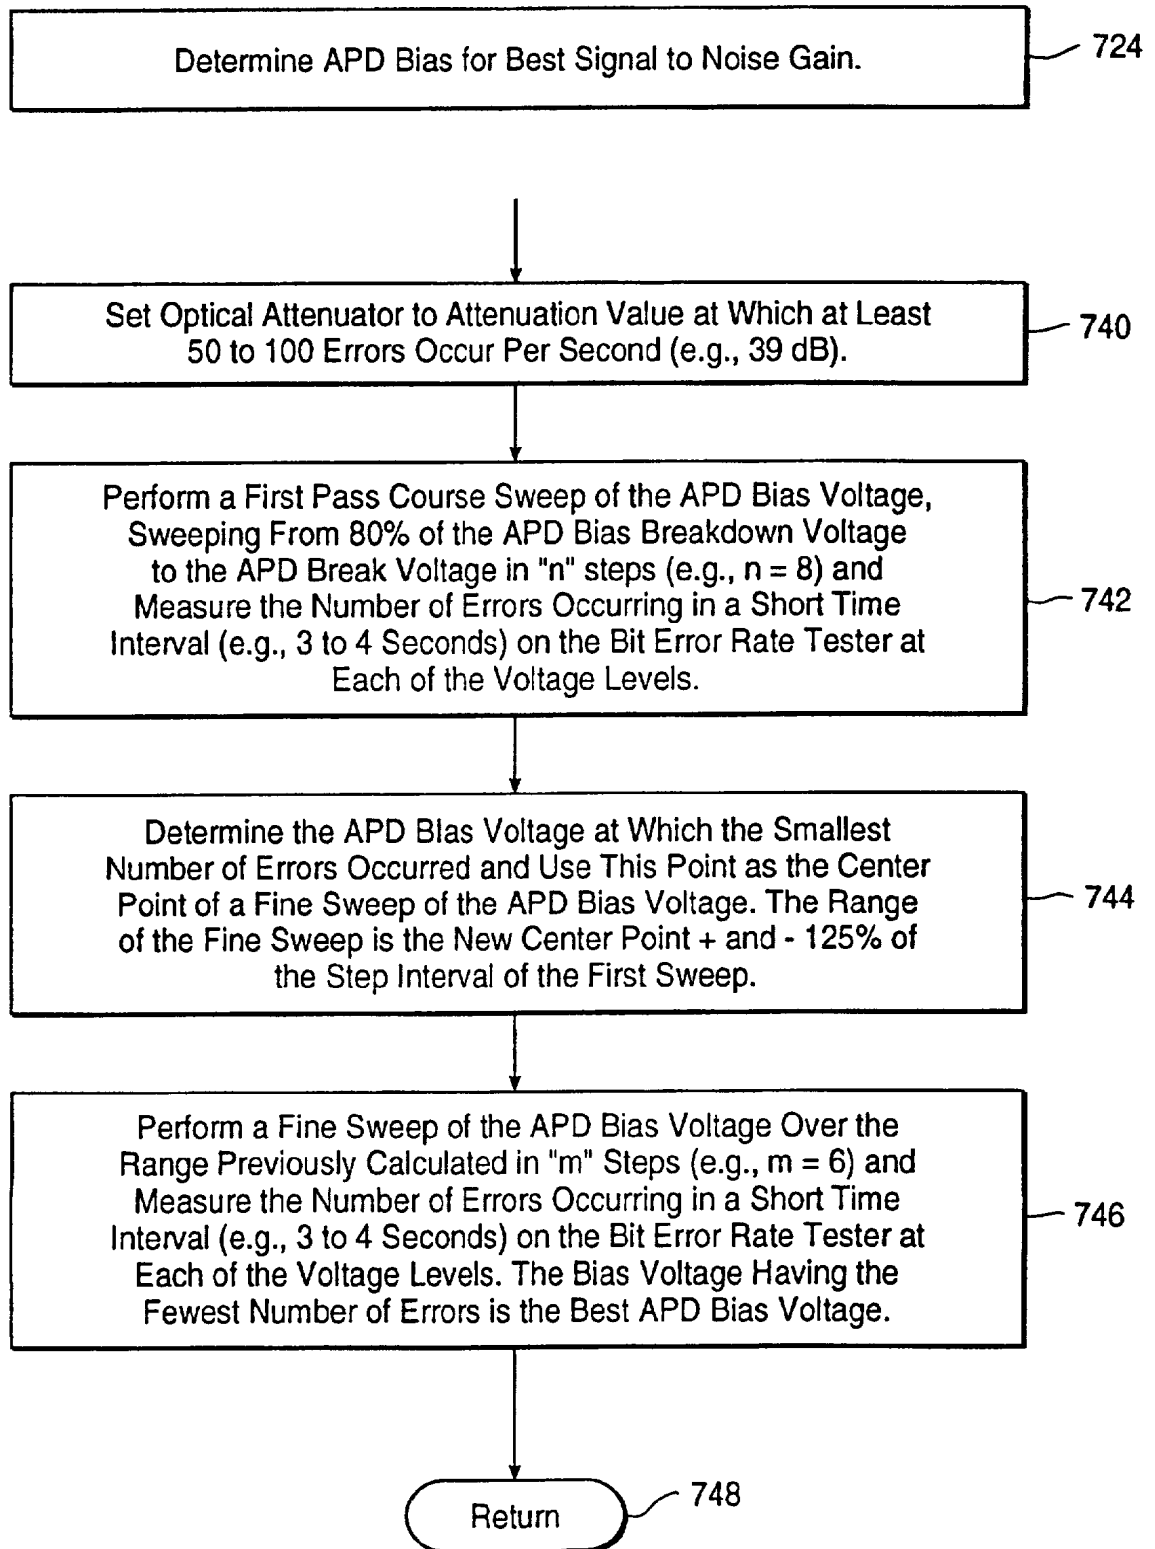 Determine APD Bias for Best Signal to Noise Gain.
724
Set Optical Attenuator to Attenuation Value at Which at Least
50 to 100 Errors Occur Per Second (e.g., 39 dB).
740
Perform a First Pass Course Sweep of the APD Bias Voltage,
Sweeping From 80% of the APD Bias Breakdown Voltage
to the APD Break Voltage in "n" steps (e.g., n = 8) and
Measure the Number of Errors Occurring in a Short Time
Interval (e.g., 3 to 4 Seconds) on the Bit Error Rate Tester at
Each of the Voltage Levels.
742
Determine the APD Bias Voltage at Which the Smallest
Number of Errors Occurred and Use This Point as the Center
Point of a Fine Sweep of the APD Bias Voltage. The Range
of the Fine Sweep is the New Center Point + and - 125% of
the Step Interval of the First Sweep.
744
Perform a Fine Sweep of the APD Bias Voltage Over the
Range Previously Calculated in "m" Steps (e.g., m = 6) and
Measure the Number of Errors Occurring in a Short Time
Interval (e.g., 3 to 4 Seconds) on the Bit Error Rate Tester at
Each of the Voltage Levels. The Bias Voltage Having the
Fewest Number of Errors is the Best APD Bias Voltage.
746
Return
748